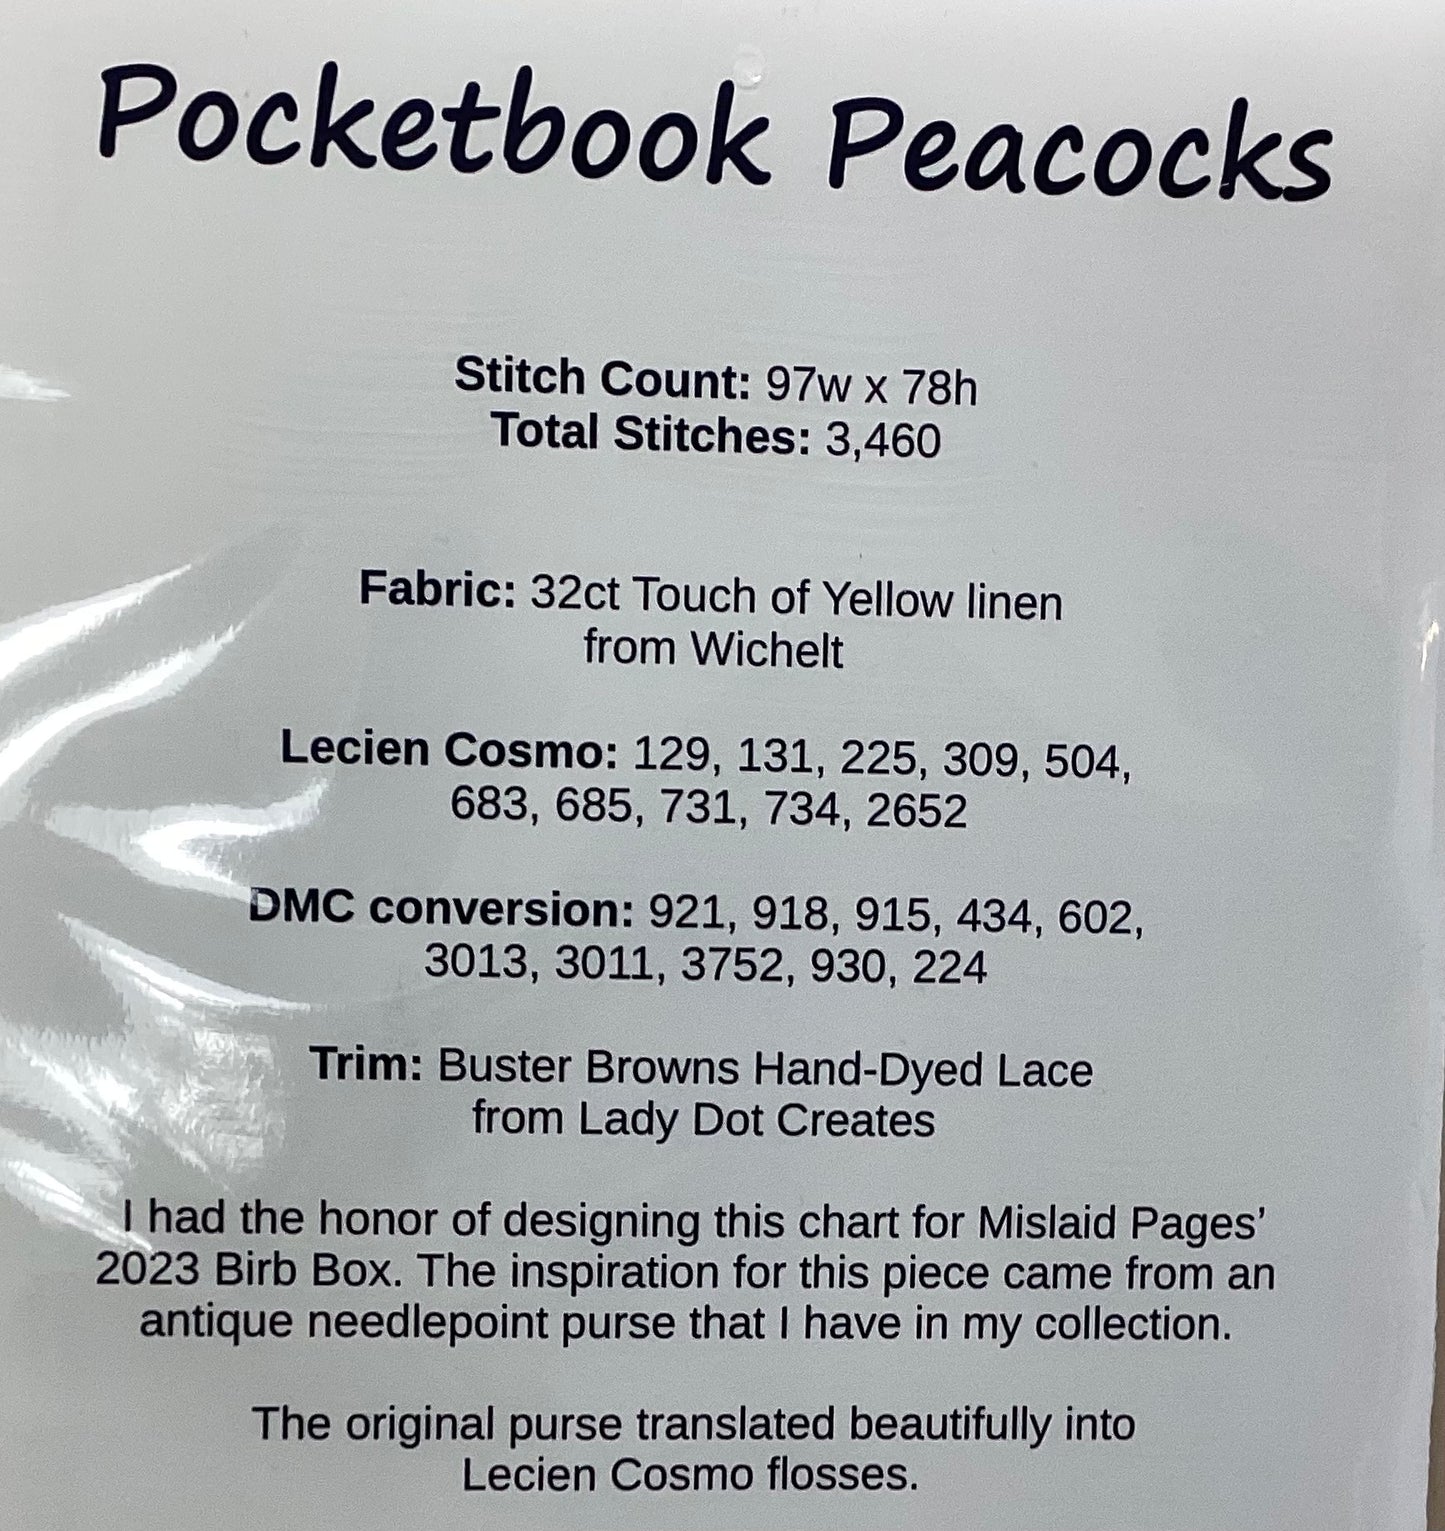 Pocketbook Peacocks
Stitch Count: 97w x 78h
Total Stitches: 3,460
Fabric: 32ct Touch of Yellow linen
from Wichelt
Lecien Cosmo: 129, 131, 225, 309, 504,
683, 685, 731, 734, 2652
DMC conversion: 921, 918, 915, 434, 602,
3013, 3011, 3752, 930, 224
Trim: Buster Browns Hand-Dyed Lace
from Lady Dot Creates
I had the honor of designing this chart for Mislaid Pages’
2023 Birb Box. The inspiration for this piece came from an
antique needlepoint purse that I have in my collection.
The original purse translated beautifully into
Lecien Cosmo flosses.